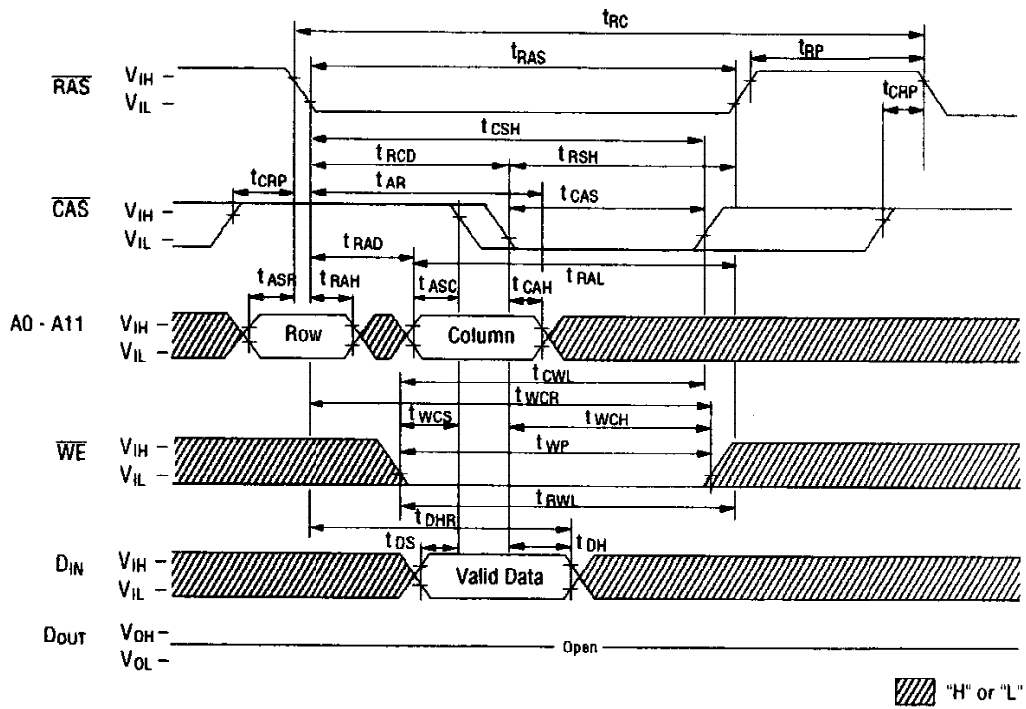 tRC
tRAS
tRP
RAS
VIH
VIL
tCRP
tCSH
tRCD
tRSH
tCRP
tAR
tCAS
CAS
VIH
VIL
tRAD
tRAL
tASR
tRAH
tASC
tCAH
A0 - A11
VIH
VIL
Row
Column
tCWL
tWCR
tWCS
tWCH
WE
VIH
VIL
tWP
tRWL
tDHR
tDS
tDH
DIN
VIH
VIL
Valid Data
DOUT
VOH
VOL
Open
"H" or "L"